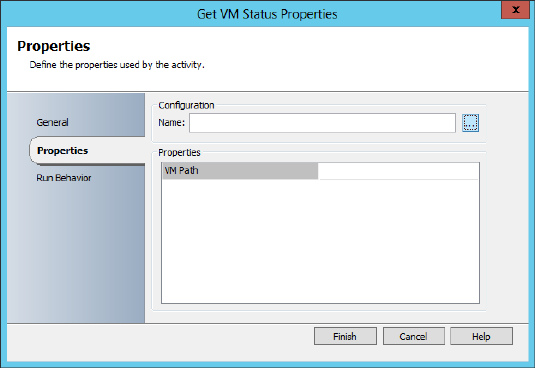 Get VM Status Properties
x
Properties
Define the properties used by the activity.
General
Properties
Run Behavior
Configuration
Name:
...
Properties
VM Path
Finish
Cancel
Help